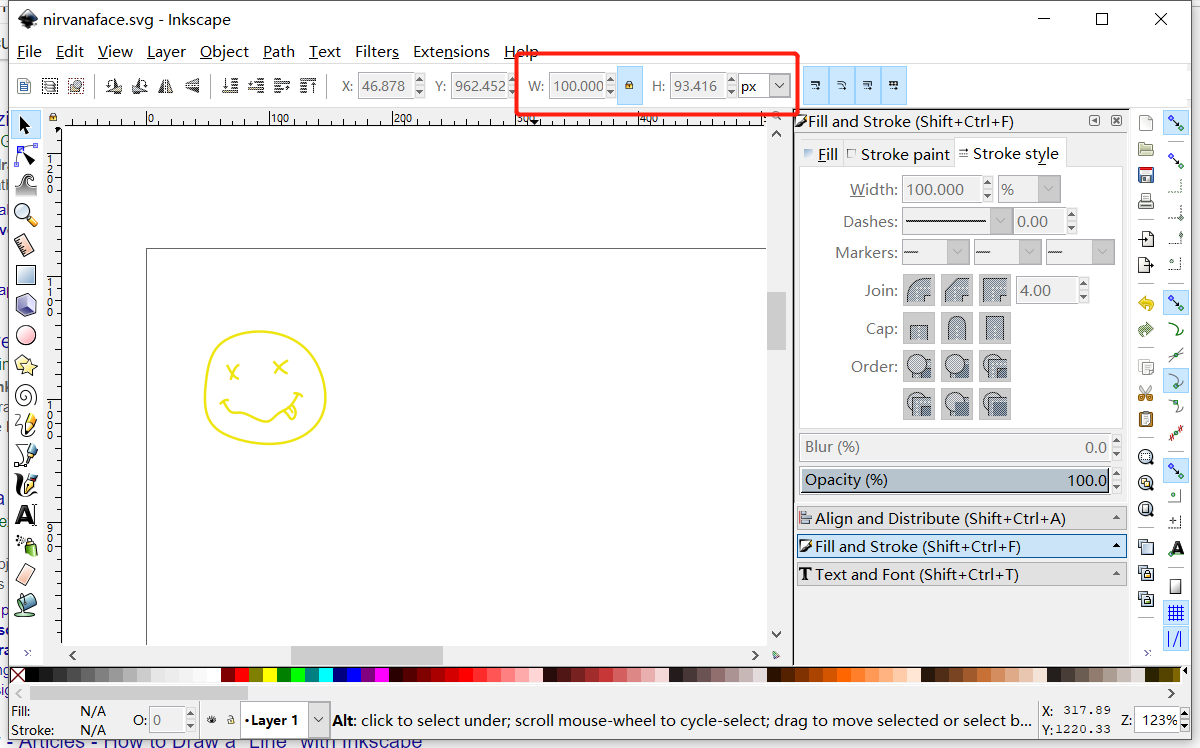 nirvanaface.svg - Inkscape
File Edit View Layer Object Path Text Filters Extensions Help
X: 46.878 Y: 962.452 W: 100.000 H: 93.416 px
0 100 200 300 400
Fill and Stroke (Shift+Ctrl+F)
Fill Stroke paint Stroke style
Width: 100.000 %
Dashes: 0.00
Markers:
Join: 4.00
Cap:
Order:
Blur (%) 0.0
Opacity (%) 100.0
Align and Distribute (Shift+Ctrl+A)
Fill and Stroke (Shift+Ctrl+F)
Text and Font (Shift+Ctrl+T)
1200
1100
1000
900
Fill: N/A
Stroke: N/A
O: 0
•Layer 1
Alt: click to select under; scroll mouse-wheel to cycle-select; drag to move selected or select b...
X: 317.89
Y: 1220.33
Z: 123%
- Articles - How to Draw a "Line" with Inkscape